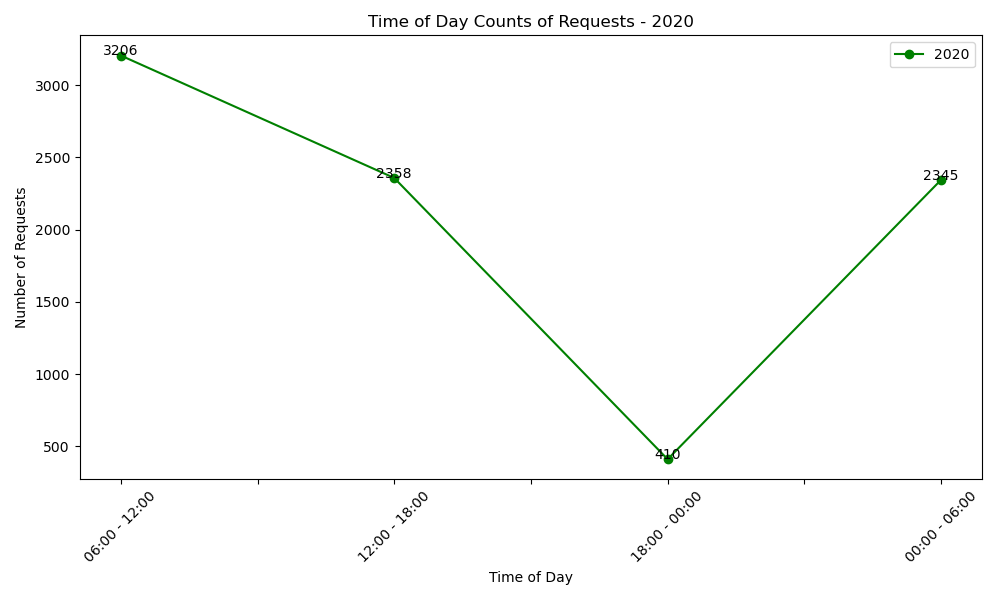 Time of Day Counts of Requests - 2020
2020
3206
2358
410
2345
3000
2500
2000
1500
1000
500
Number of Requests
06:00 - 12:00
12:00 - 18:00
18:00 - 00:00
00:00 - 06:00
Time of Day